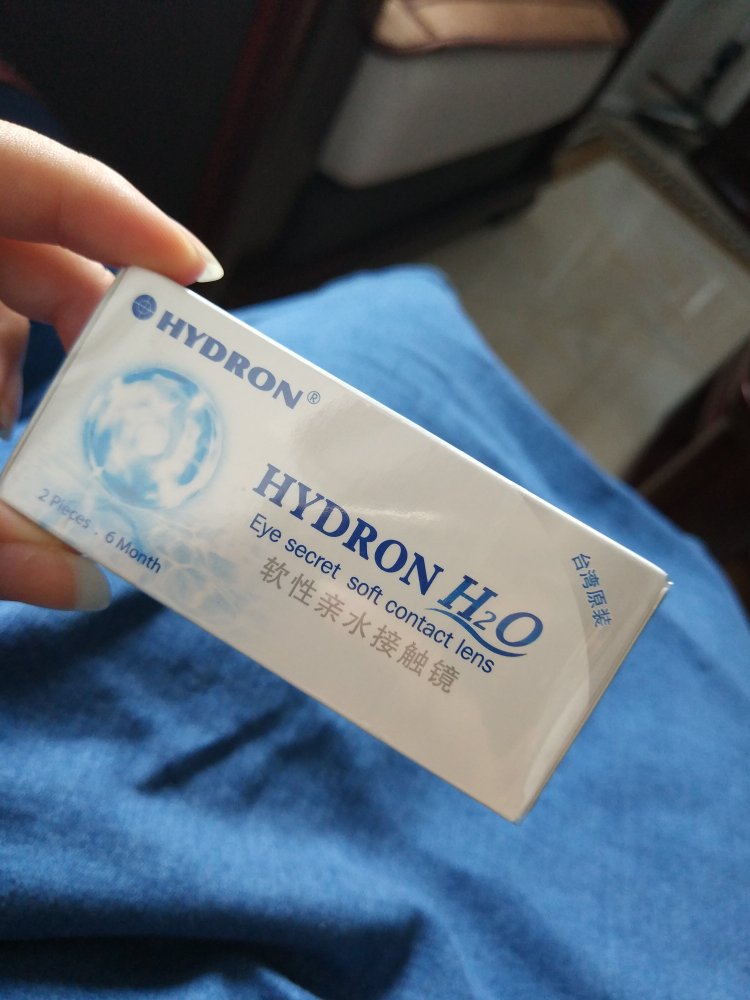 HYDRON®
2 Pieces . 6 Month
HYDRON H₂O
Eye secret soft contact lens
软性亲水接触镜
台湾原装